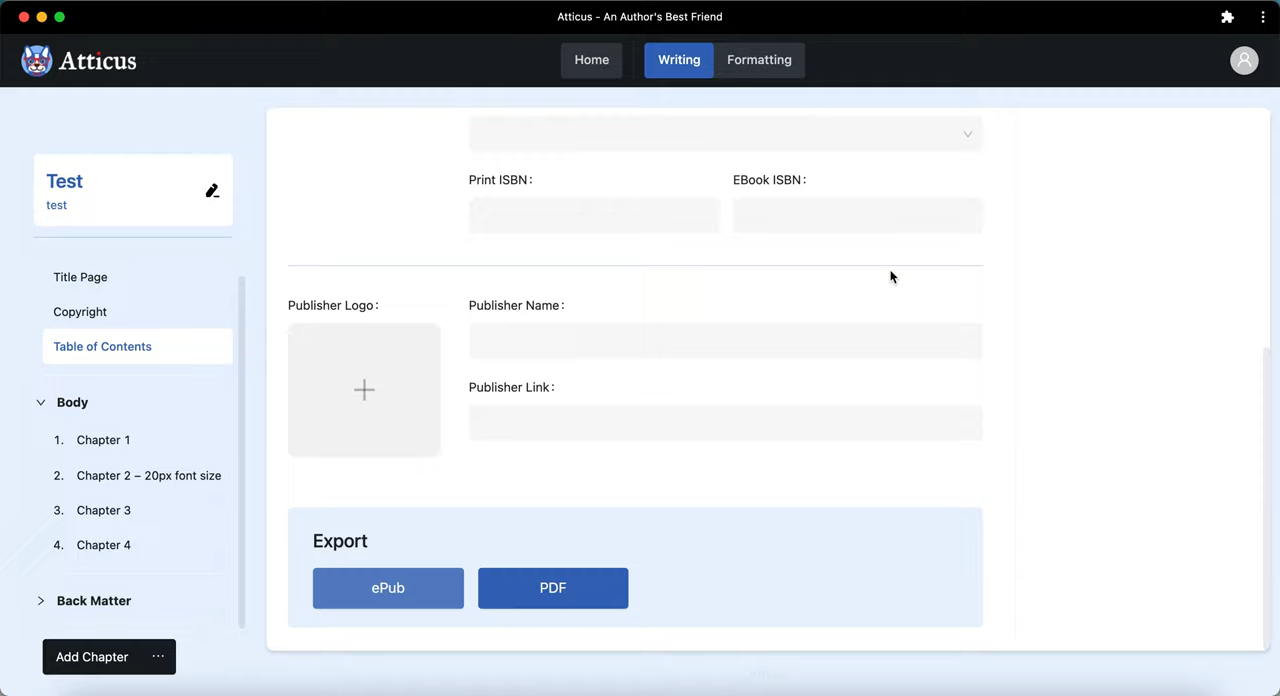 Atticus - An Author's Best Friend
Atticus
Home
Writing
Formatting
Test
test
Title Page
Copyright
Table of Contents
Body
1. Chapter 1
2. Chapter 2 – 20px font size
3. Chapter 3
4. Chapter 4
Back Matter
Add Chapter ...
Print ISBN:
EBook ISBN:
Publisher Logo:
Publisher Name:
Publisher Link:
Export
ePub
PDF